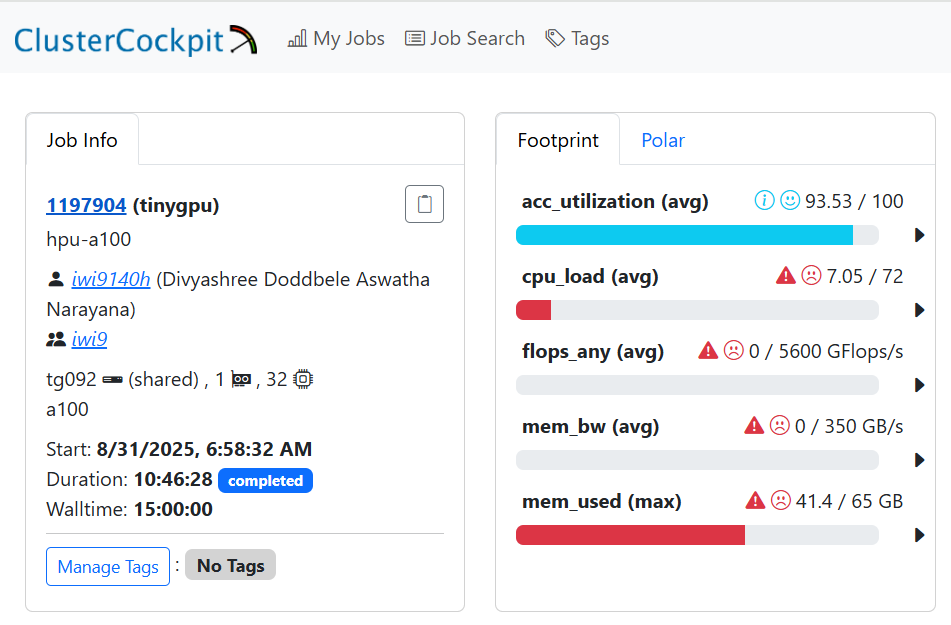 ClusterCockpit My Jobs Job Search Tags
Job Info
1197904 (tinygpu)
hpu-a100
iwi9140h (Divyashree Doddbele Aswatha
Narayana)
iwi9
tg092 (shared) , 1 , 32
a100
Start: 8/31/2025, 6:58:32 AM
Duration: 10:46:28 completed
Walltime: 15:00:00
Manage Tags : No Tags
Footprint Polar
acc_utilization (avg) 93.53 / 100
cpu_load (avg) 7.05 / 72
flops_any (avg) 0 / 5600 GFlops/s
mem_bw (avg) 0 / 350 GB/s
mem_used (max) 41.4 / 65 GB